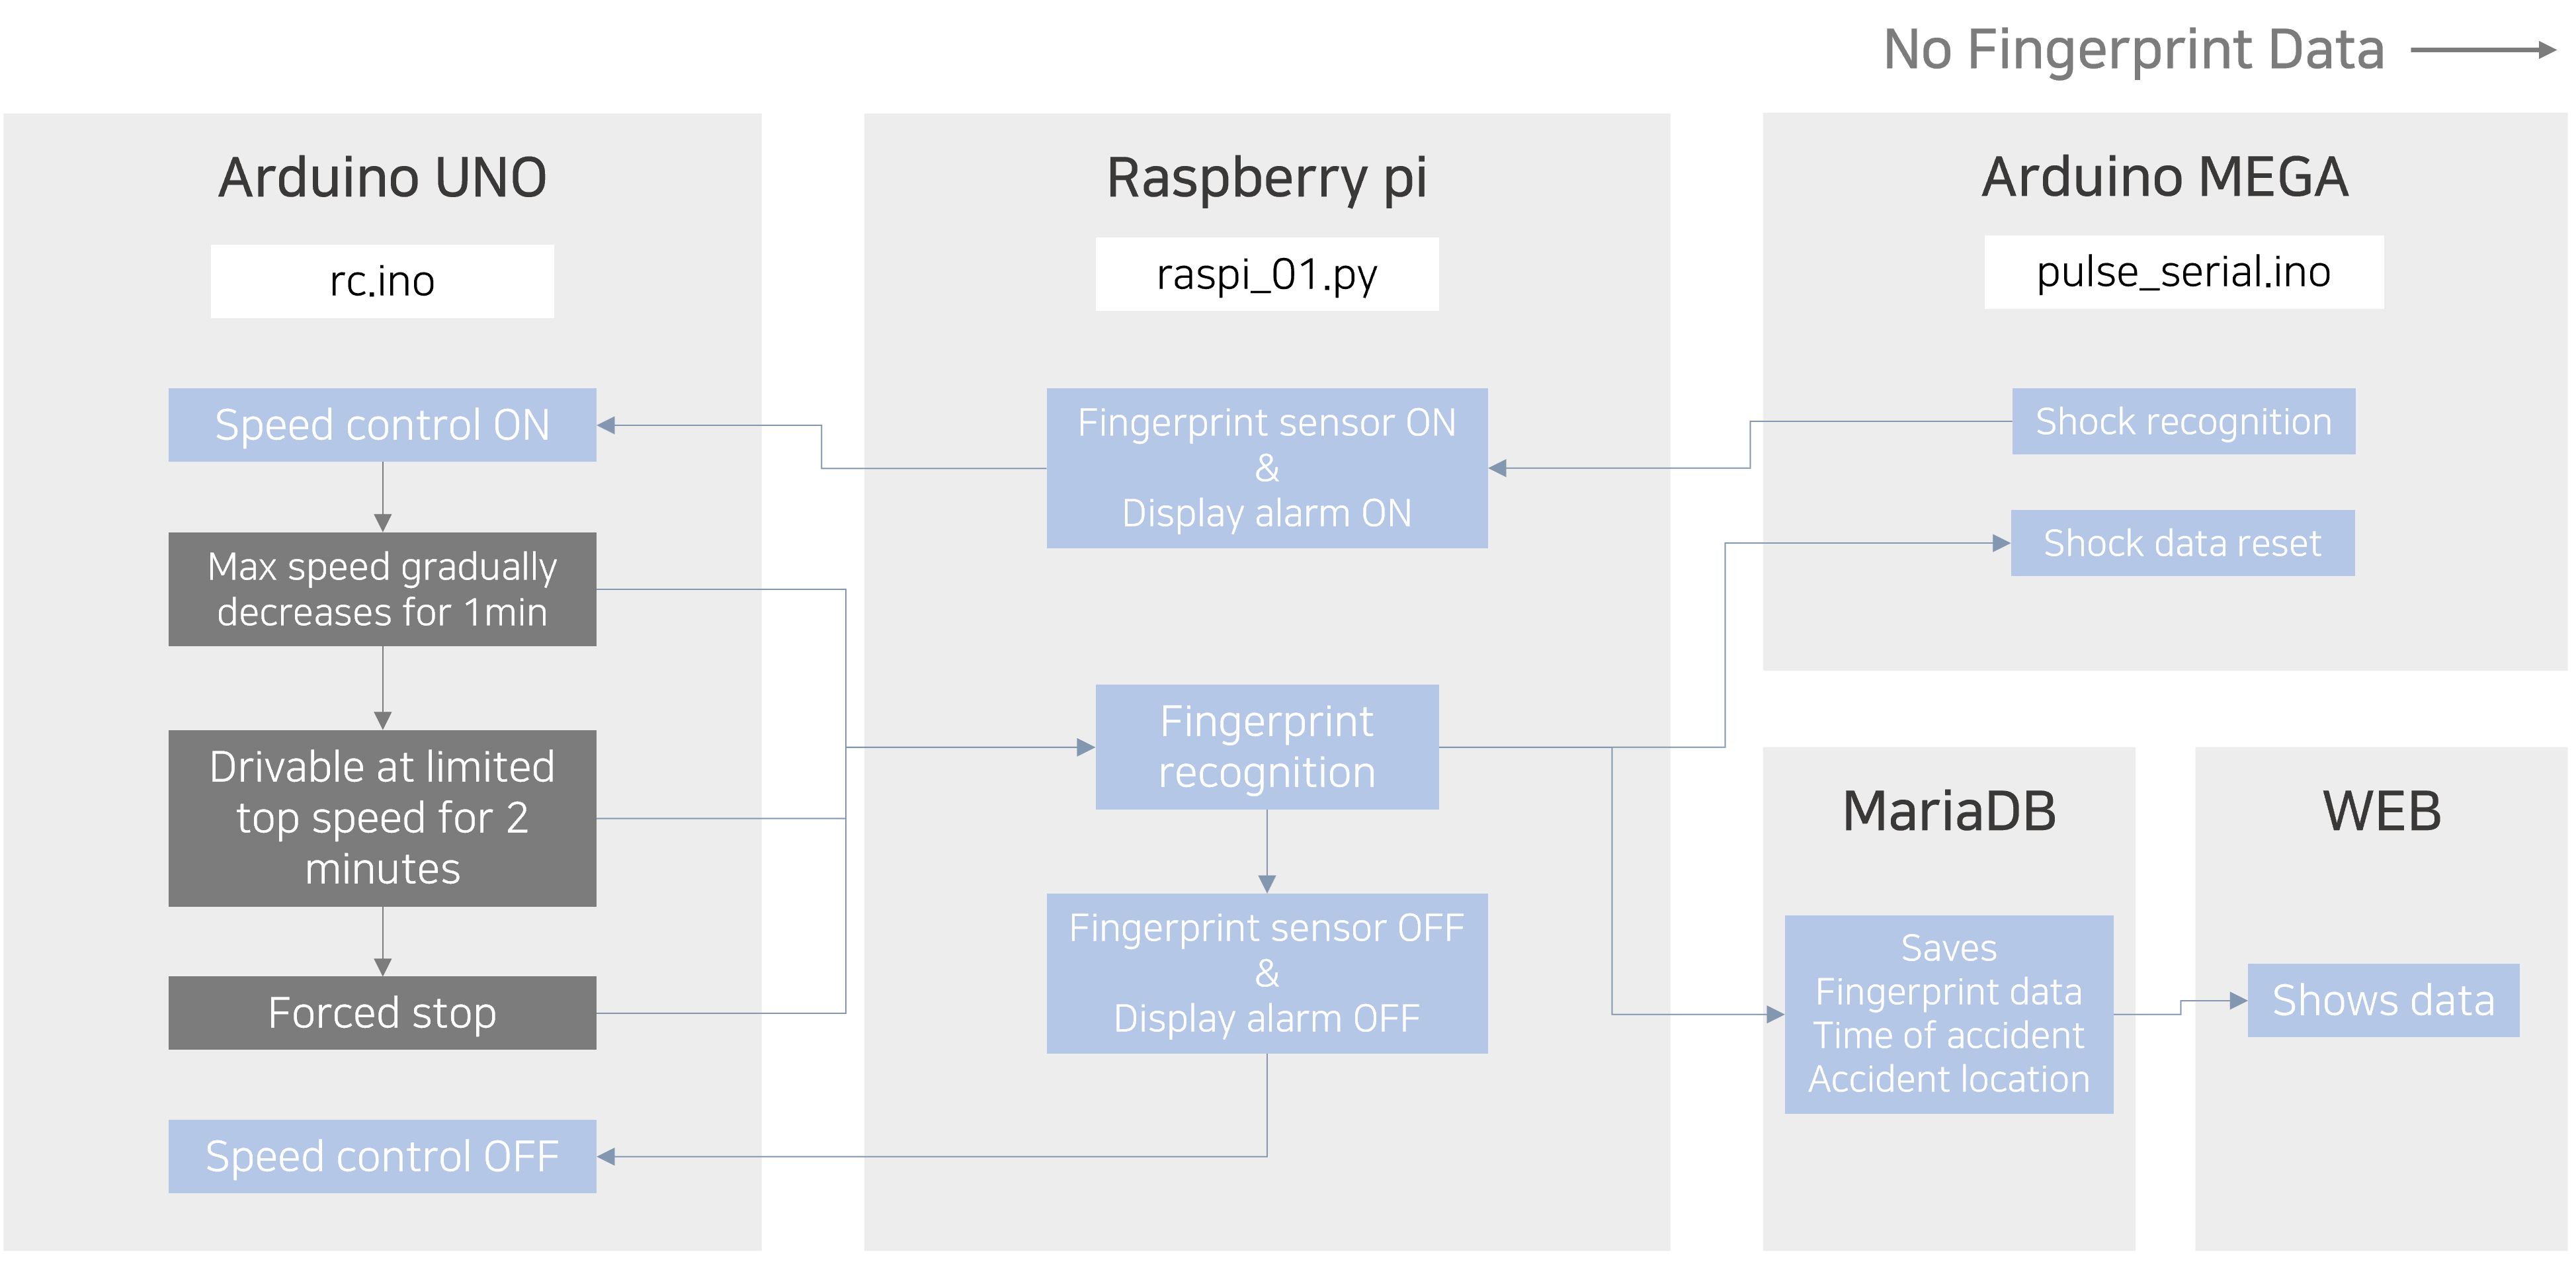 No Fingerprint Data
Arduino UNO
rc.ino
Speed control ON
Max speed gradually
decreases for 1min
Drivable at limited
top speed for 2
minutes
Forced stop
Speed control OFF
Raspberry pi
raspi_01.py
Fingerprint sensor ON
&
Display alarm ON
Fingerprint
recognition
Fingerprint sensor OFF
&
Display alarm OFF
Arduino MEGA
pulse_serial.ino
Shock recognition
Shock data reset
MariaDB
Saves
Fingerprint data
Time of accident
Accident location
WEB
Shows data